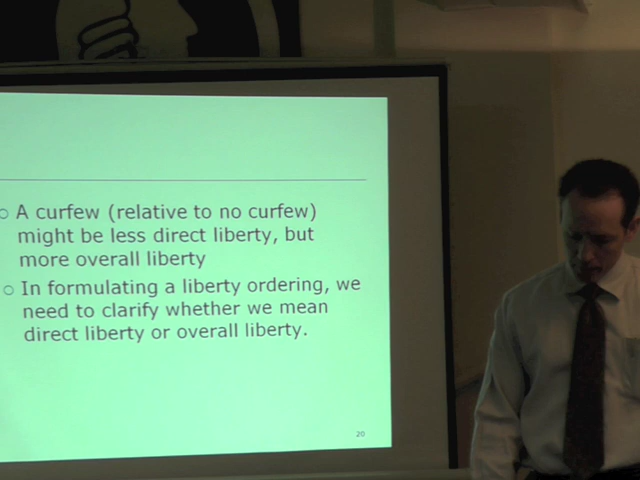 ○ A curfew (relative to no curfew)
might be less direct liberty, but
more overall liberty
○ In formulating a liberty ordering, we
need to clarify whether we mean
direct liberty or overall liberty.
20